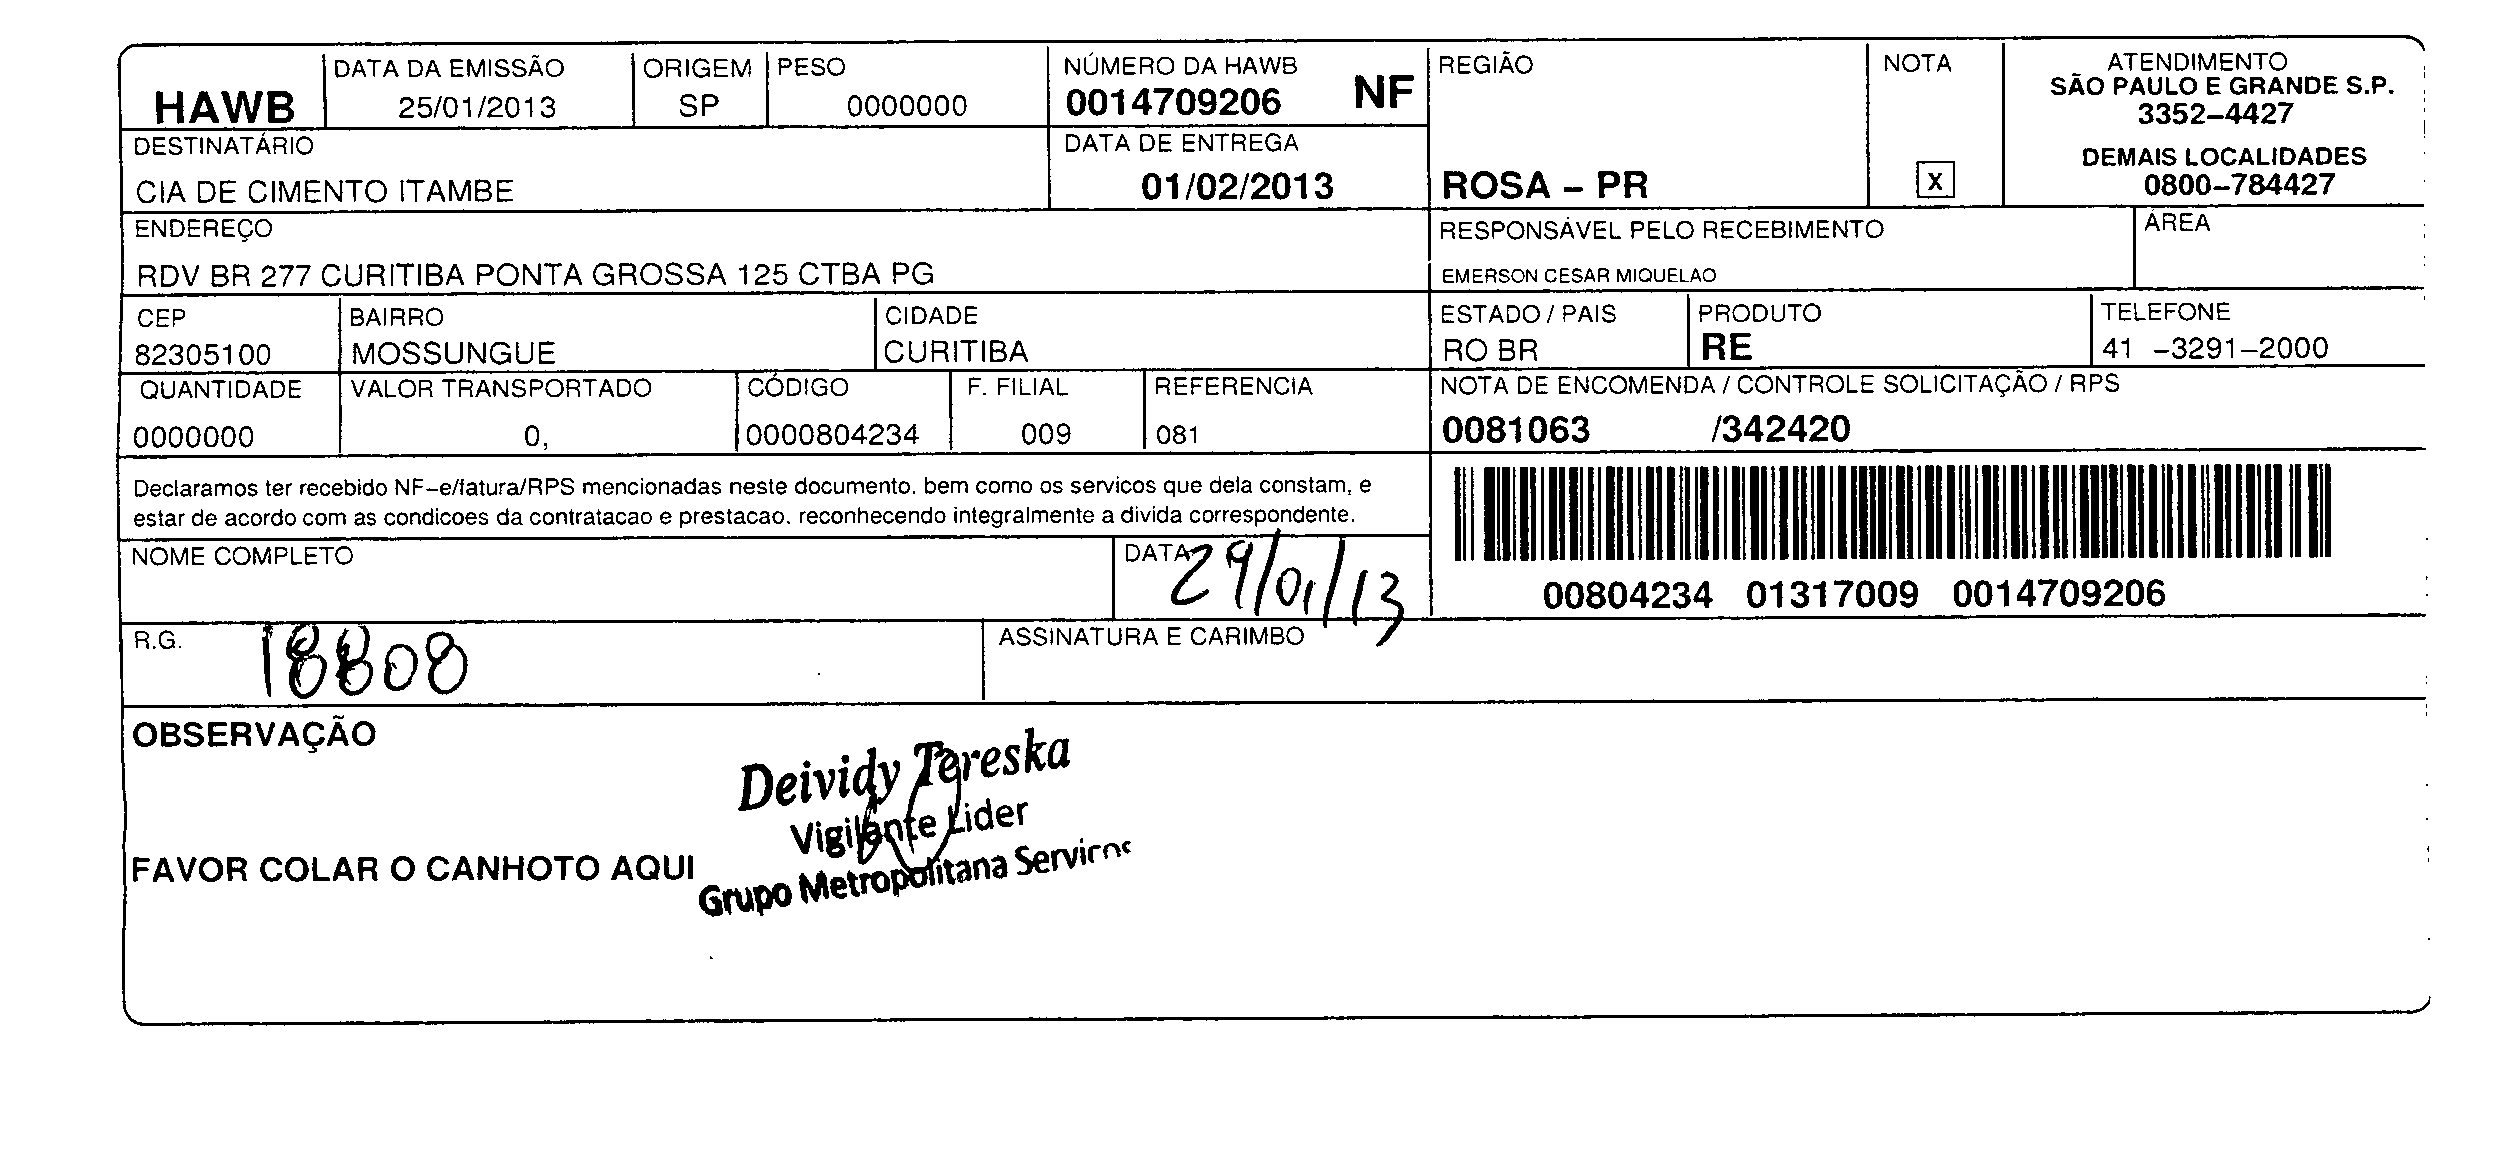 HAWB
DATA DA EMISSÃO
25/01/2013
ORIGEM
SP
PESO
0000000
NÚMERO DA HAWB
0014709206 NF
REGIÃO
ROSA – PR
NOTA
X
ATENDIMENTO
SÃO PAULO E GRANDE S.P.
3352–4427
DEMAIS LOCALIDADES
0800–784427
DESTINATÁRIO
CIA DE CIMENTO ITAMBE
DATA DE ENTREGA
01/02/2013
ENDEREÇO
RDV BR 277 CURITIBA PONTA GROSSA 125 CTBA PG
RESPONSÁVEL PELO RECEBIMENTO
EMERSON CESAR MIQUELAO
ÁREA
CEP
82305100
BAIRRO
MOSSUNGUE
CIDADE
CURITIBA
ESTADO / PAIS
RO BR
PRODUTO
RE
TELEFONE
41 –3291–2000
QUANTIDADE
0000000
VALOR TRANSPORTADO
0,
CÓDIGO
0000804234
F. FILIAL
009
REFERENCIA
081
NOTA DE ENCOMENDA / CONTROLE SOLICITAÇÃO / RPS
0081063 /342420
Declaramos ter recebido NF–e/fatura/RPS mencionadas neste documento. bem como os servicos que dela constam, e
estar de acordo com as condicoes da contratacao e prestacao. reconhecendo integralmente a divida correspondente.
00804234 01317009 0014709206
NOME COMPLETO
DATA
29/01/13
R.G.
18808
ASSINATURA E CARIMBO
OBSERVAÇÃO
Deividy Tereska
Vigilante Lider
Grupo Metropolitana Servicos
FAVOR COLAR O CANHOTO AQUI